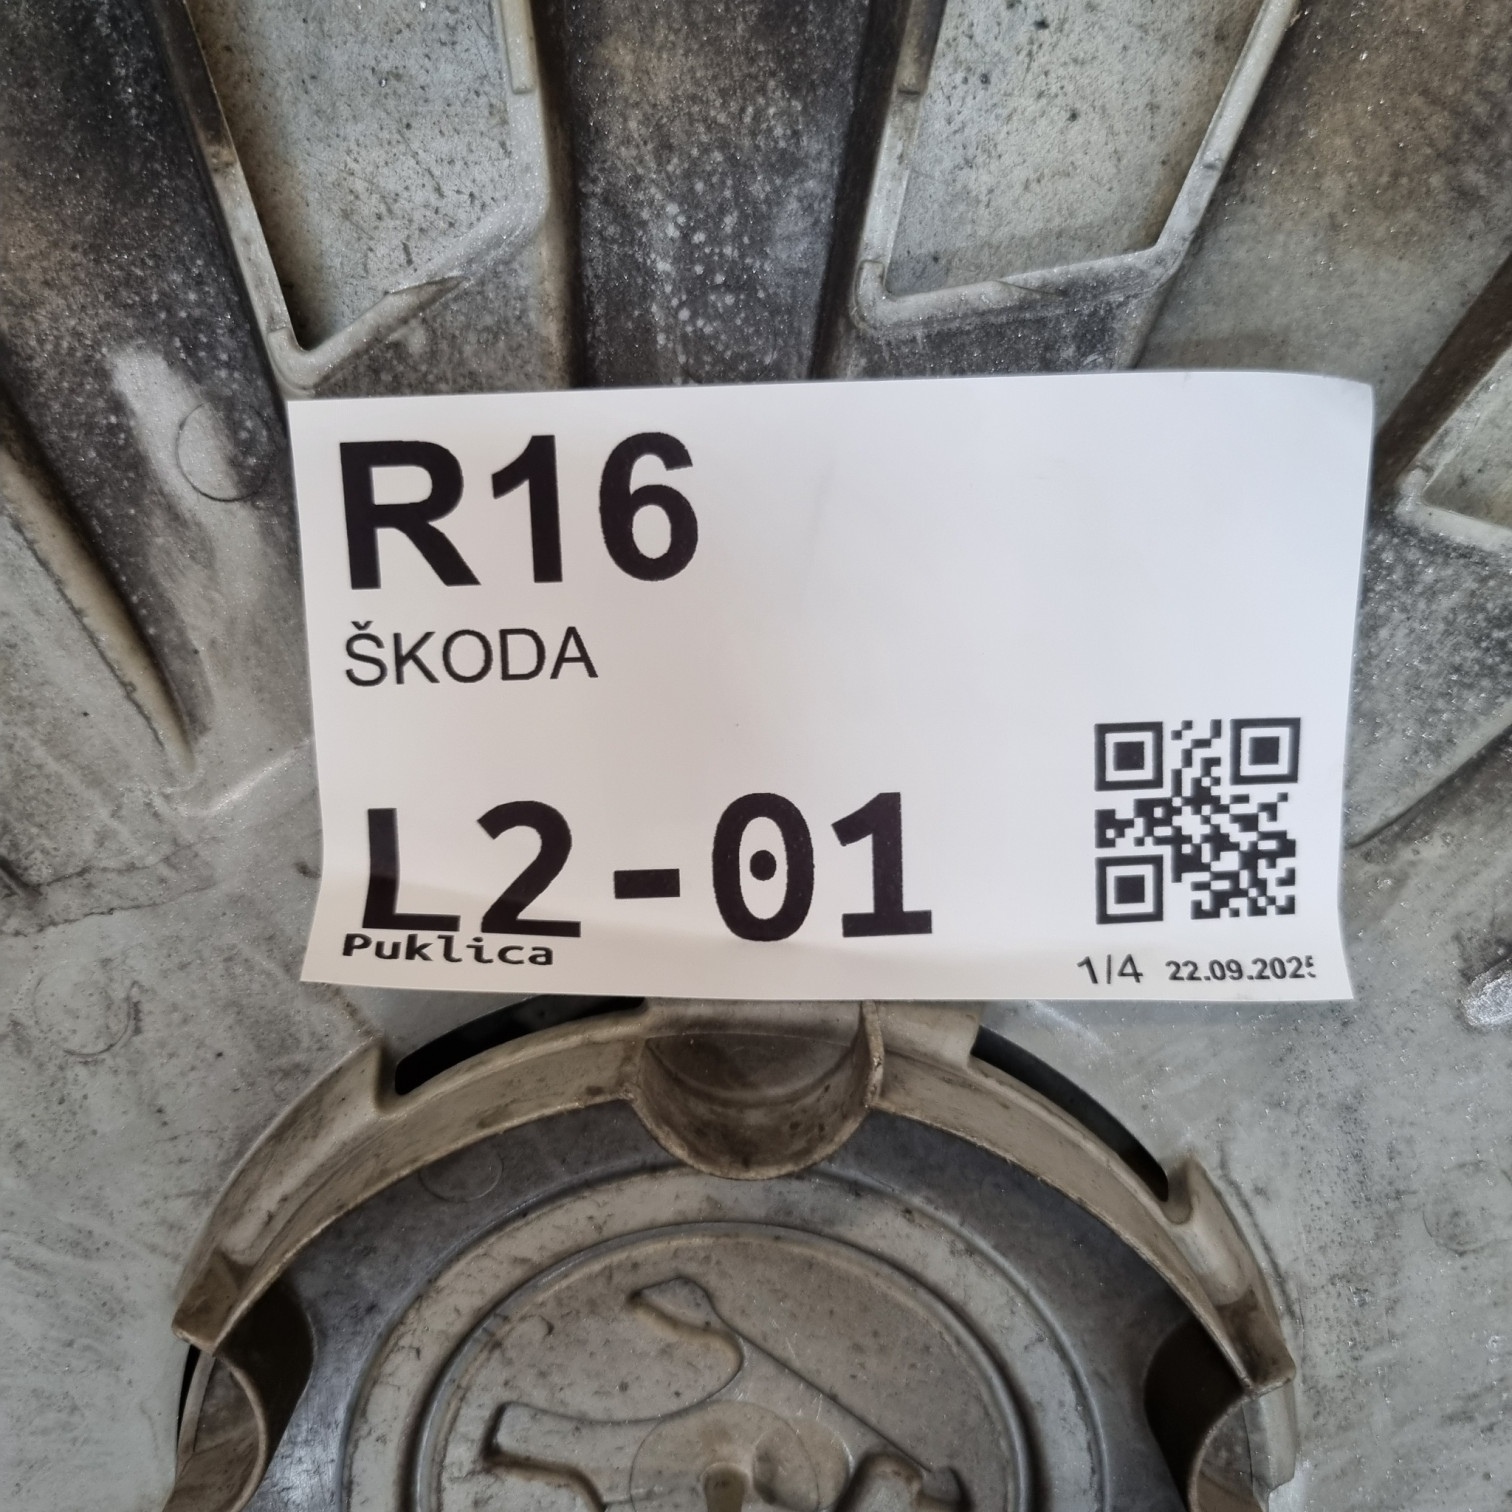 R16
ŠKODA
L2-01
Puklica
1/4 22.09.2025